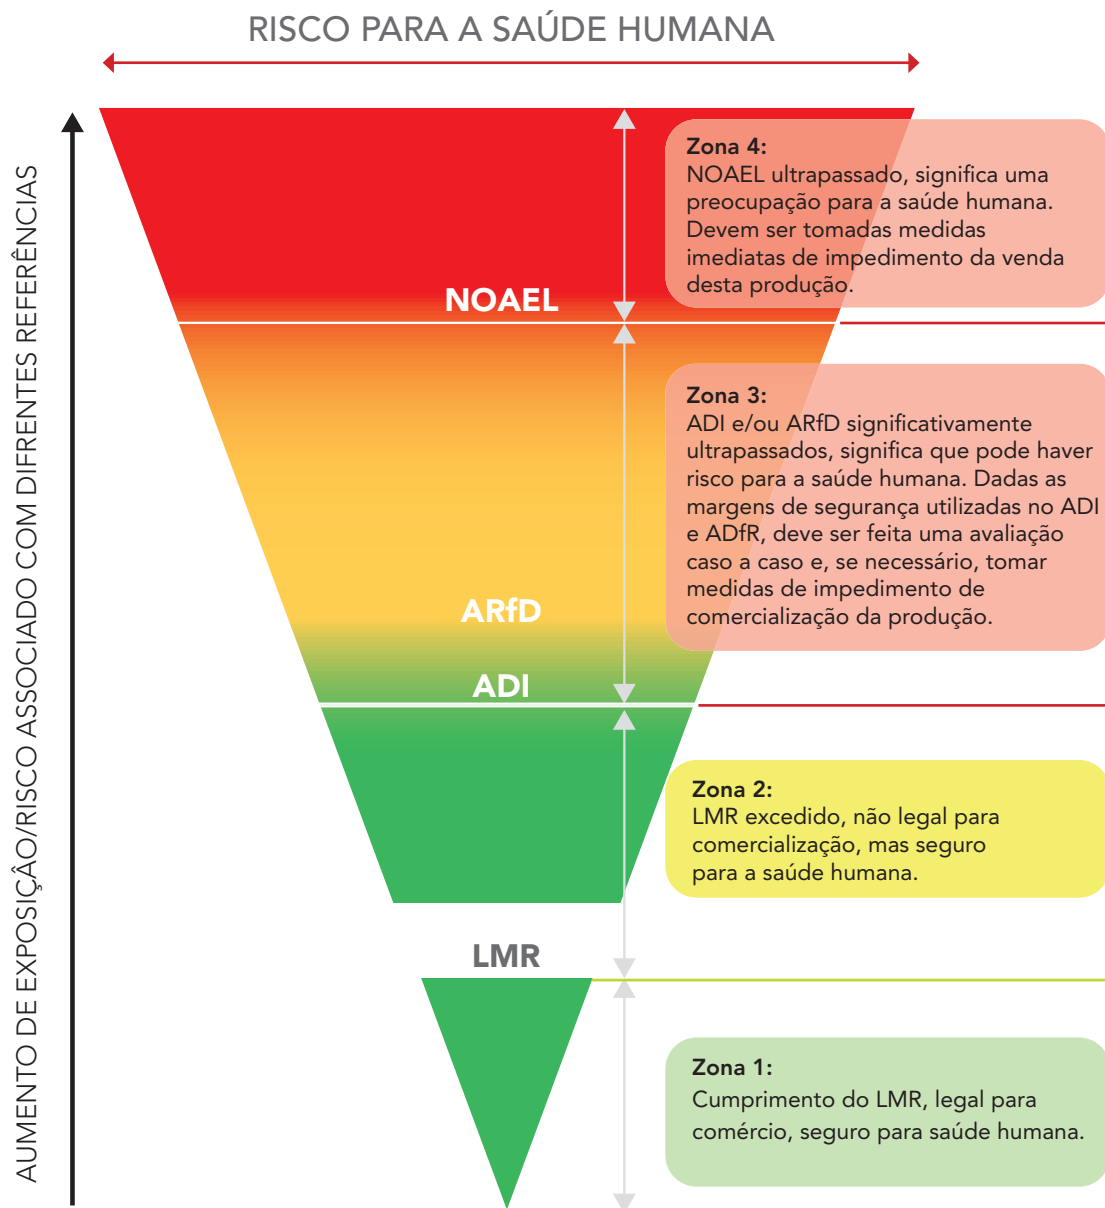 RISCO PARA A SAÚDE HUMANA
AUMENTO DE EXPOSIÇÂO/RISCO ASSOCIADO COM DIFRENTES REFERÊNCIAS
Zona 4:
NOAEL ultrapassado, significa uma
preocupação para a saúde humana.
Devem ser tomadas medidas
imediatas de impedimento da venda
desta produção.
NOAEL
Zona 3:
ADI e/ou ARfD significativamente
ultrapassados, significa que pode haver
risco para a saúde humana. Dadas as
margens de segurança utilizadas no ADI
e ADfR, deve ser feita uma avaliação
caso a caso e, se necessário, tomar
medidas de impedimento de
comercialização da produção.
ARfD
ADI
Zona 2:
LMR excedido, não legal para
comercialização, mas seguro
para a saúde humana.
LMR
Zona 1:
Cumprimento do LMR, legal para
comércio, seguro para saúde humana.